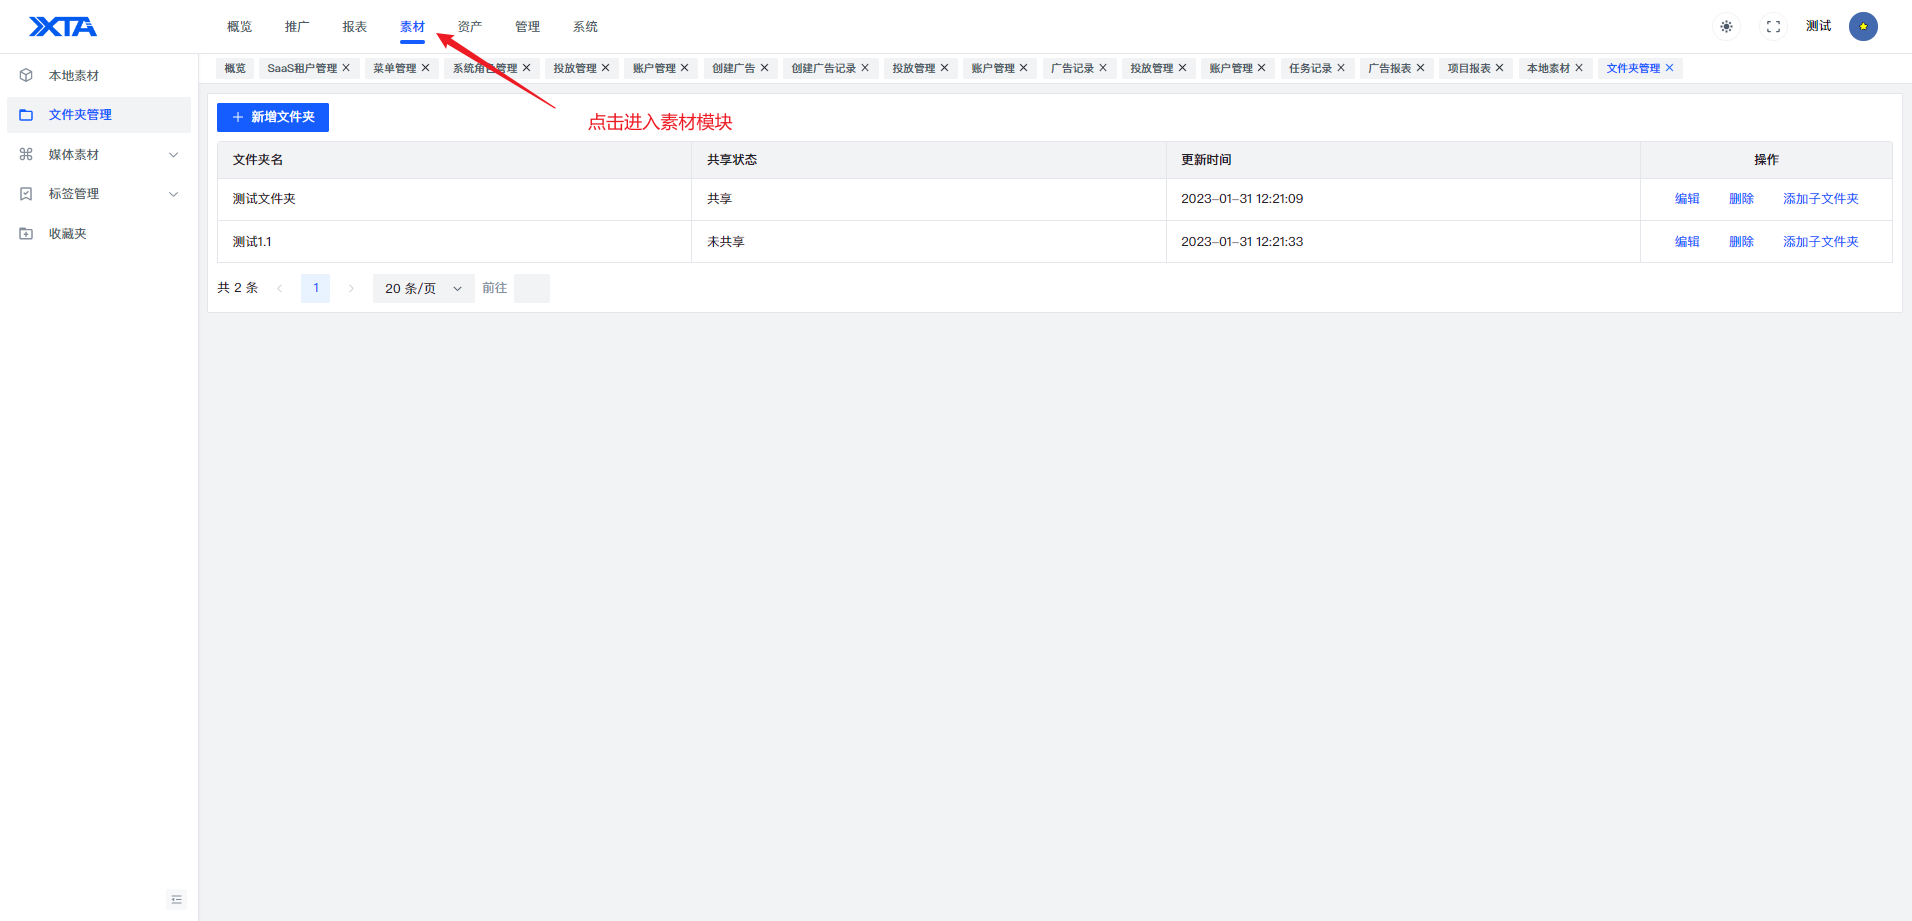 XXTA 概览 推广 报表 素材 资产 管理 系统 测试
概览 SaaS租户管理 菜单管理 系统角色管理 投放管理 账户管理 创建广告 创建广告记录 投放管理 账户管理 广告记录 投放管理 账户管理 任务记录 广告报表 项目报表 本地素材 文件夹管理
本地素材
文件夹管理
媒体素材
标签管理
收藏夹
新增文件夹
点击进入素材模块
文件夹名 共享状态 更新时间 操作
测试文件夹 共享 2023-01-31 12:21:09 编辑 删除 添加子文件夹
测试1.1 未共享 2023-01-31 12:21:33 编辑 删除 添加子文件夹
共 2 条 1 20 条/页 前往